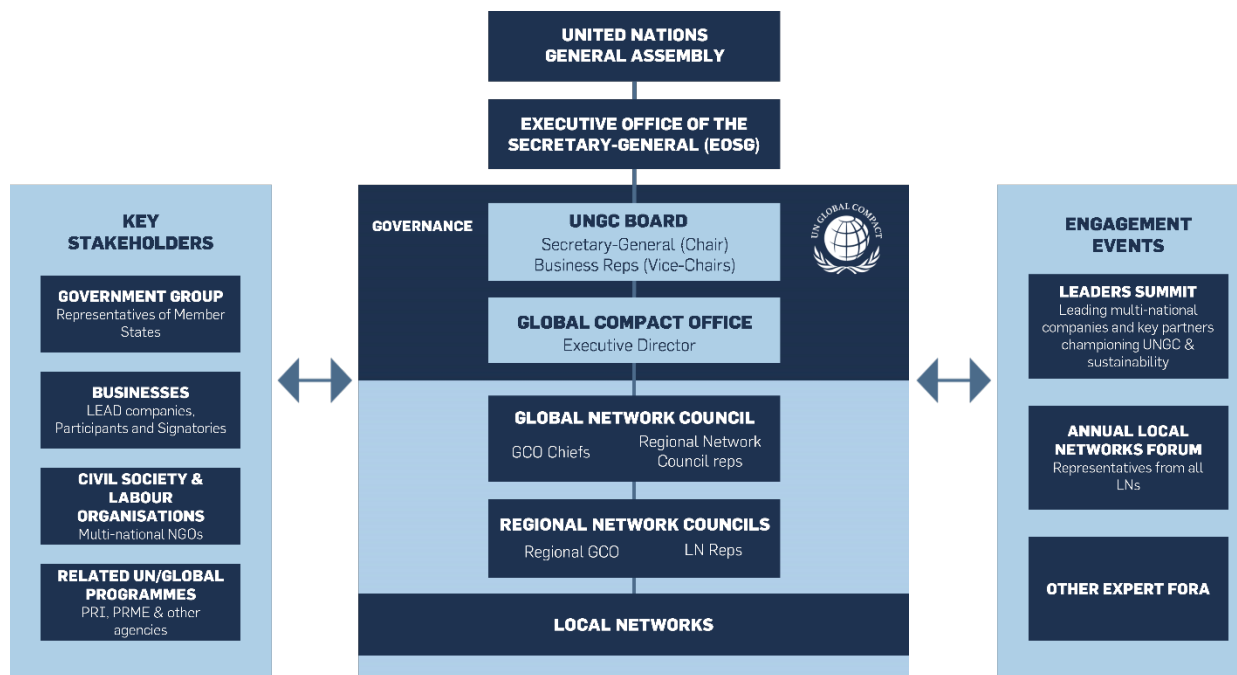 UNITED NATIONS
GENERAL ASSEMBLY
EXECUTIVE OFFICE OF THE
SECRETARY-GENERAL (EOSG)
KEY
STAKEHOLDERS
GOVERNMENT GROUP
Representatives of Member
States
BUSINESSES
LEAD companies,
Participants and Signatories
CIVIL SOCIETY &
LABOUR
ORGANISATIONS
Multi-national NGOs
RELATED UN/GLOBAL
PROGRAMMES
PRI, PRME & other
agencies
GOVERNANCE
UNGC BOARD
Secretary-General (Chair)
Business Reps (Vice-Chairs)
UN GLOBAL COMPACT
GLOBAL COMPACT OFFICE
Executive Director
GLOBAL NETWORK COUNCIL
GCO Chiefs
Regional Network
Council reps
REGIONAL NETWORK COUNCILS
Regional GCO
LN Reps
LOCAL NETWORKS
ENGAGEMENT
EVENTS
LEADERS SUMMIT
Leading multi-national
companies and key partners
championing UNGC &
sustainability
ANNUAL LOCAL
NETWORKS FORUM
Representatives from all
LNs
OTHER EXPERT FORA